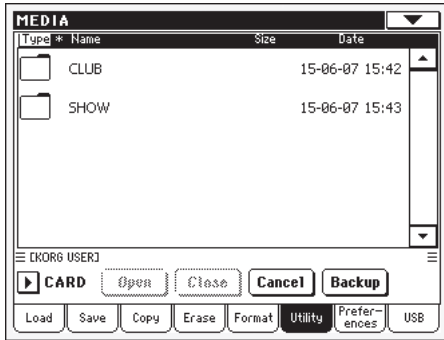 MEDIA
Type * Name Size Date
CLUB 15-06-07 15:42
SHOW 15-06-07 15:43
[KORG USER]
CARD Open Close Cancel Backup
Load Save Copy Erase Format Utility Prefer-
ences USB